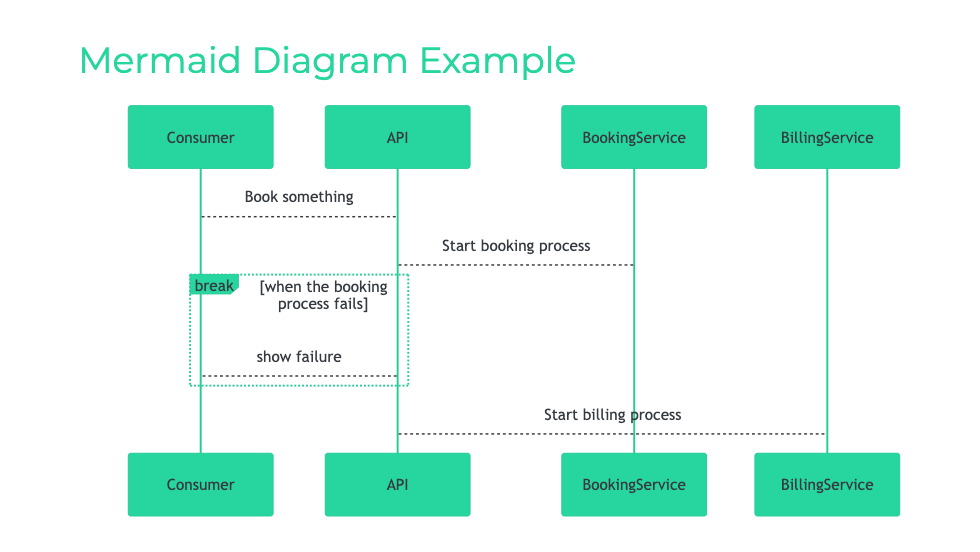 Mermaid Diagram Example
Consumer
API
BookingService
BillingService
Book something
Start booking process
break
[when the booking
process fails]
show failure
Start billing process
Consumer
API
BookingService
BillingService